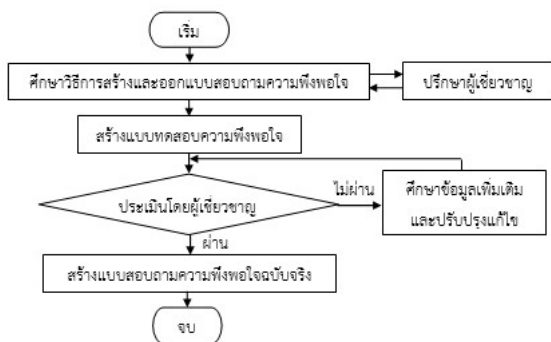 เริ่ม
ศึกษาวิธีการสร้างและออกแบบสอบถามความพึงพอใจ
ปรึกษาผู้เชี่ยวชาญ
สร้างแบบทดสอบความพึงพอใจ
ประเมินโดยผู้เชี่ยวชาญ
ไม่ผ่าน
ศึกษาข้อมูลเพิ่มเติม
และปรับปรุงแก้ไข
ผ่าน
สร้างแบบสอบถามความพึงพอใจฉบับจริง
จบ